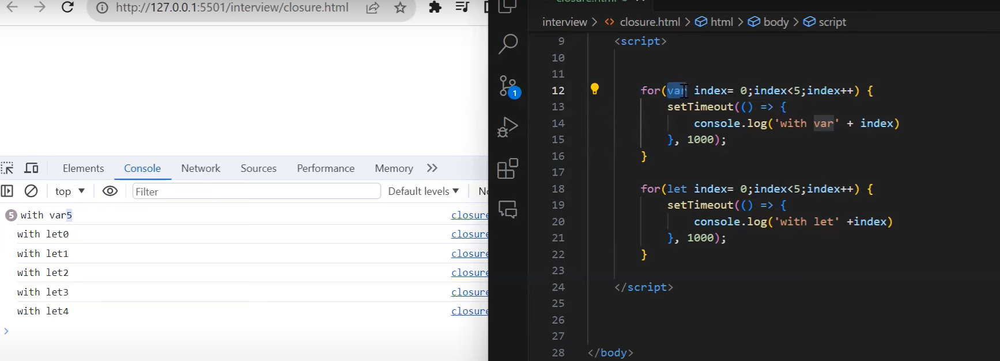 http://127.0.0.1:5501/interview/closure.html
Elements Console Network Sources Performance Memory
top Filter Default levels
5 with var5 closure
with let0 closure
with let1 closure
with let2 closure
with let3 closure
with let4 closure
>
1
interview > <> closure.html > html > body > script
9 <script>
10
11
12 for(var index= 0;index<5;index++) {
13 setTimeout(() => {
14 console.log('with var' + index)
15 }, 1000);
16 }
17
18 for(let index= 0;index<5;index++) {
19 setTimeout(() => {
20 console.log('with let' +index)
21 }, 1000);
22 }
23
24 </script>
25
26
27
28 </body>